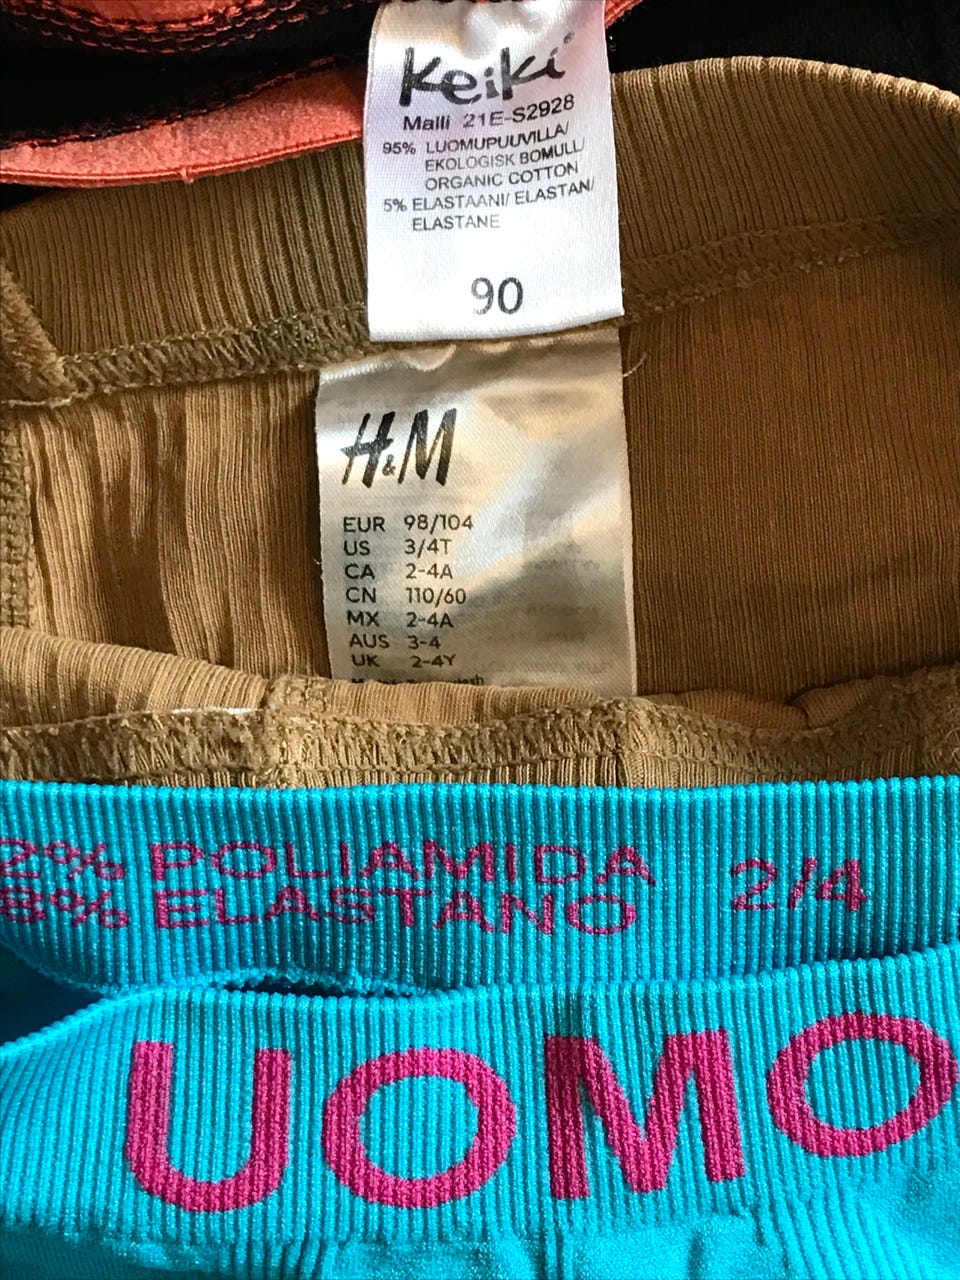 Keiki®
Malli 21E-S2928
95% LUOMUPUUVILLA/
EKOLOGISK BOMULL/
ORGANIC COTTON
5% ELASTAANI/ ELASTAN/
ELASTANE
90
H&M
EUR 98/104
US 3/4T
CA 2-4A
CN 110/60
MX 2-4A
AUS 3-4
UK 2-4Y
2% POLIAMIDA 2/4
8% ELASTANO
UOMO